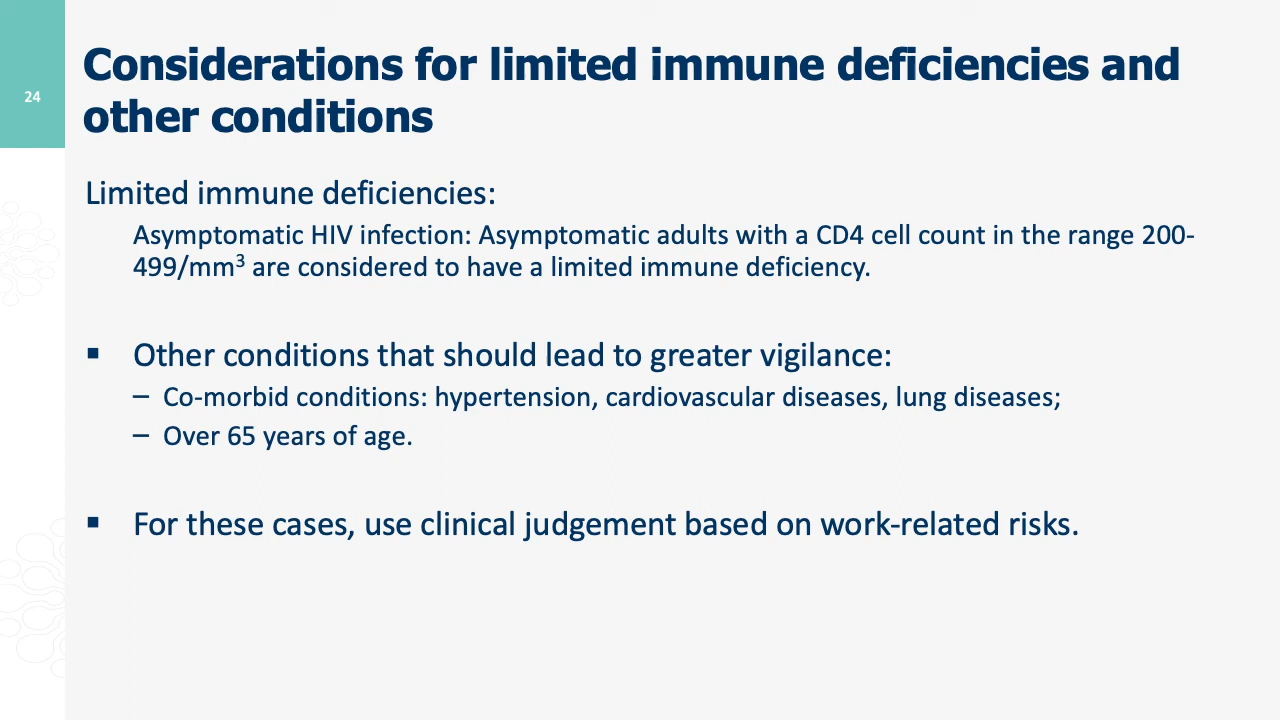 24
Considerations for limited immune deficiencies and
other conditions
Limited immune deficiencies:
Asymptomatic HIV infection: Asymptomatic adults with a CD4 cell count in the range 200-
499/mm³ are considered to have a limited immune deficiency.
▪ Other conditions that should lead to greater vigilance:
– Co-morbid conditions: hypertension, cardiovascular diseases, lung diseases;
– Over 65 years of age.
▪ For these cases, use clinical judgement based on work-related risks.